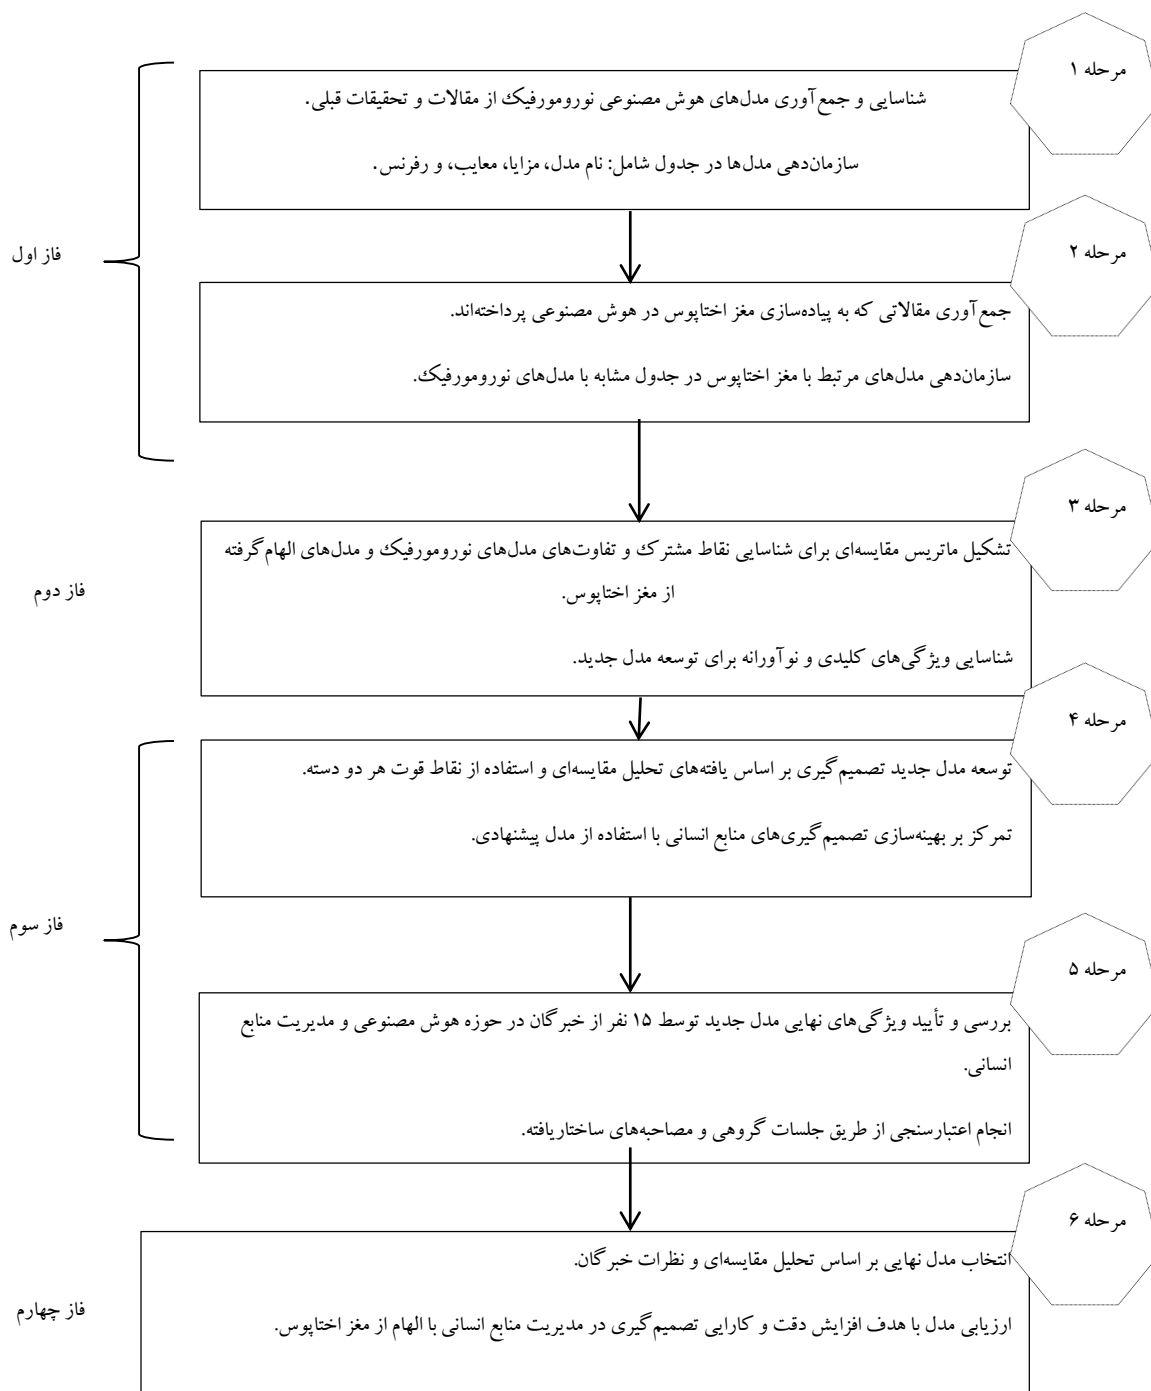 مرحله ۱
شناسایی و جمع‌آوری مدل‌های هوش مصنوعی نورومورفیک از مقالات و تحقیقات قبلی.
سازمان‌دهی مدل‌ها در جدول شامل: نام مدل، مزایا، معایب، و رفرنس.
مرحله ۲
فاز اول
جمع‌آوری مقالاتی که به پیاده‌سازی مغز اختاپوس در هوش مصنوعی پرداخته‌اند.
سازمان‌دهی مدل‌های مرتبط با مغز اختاپوس در جدول مشابه با مدل‌های نورومورفیک.
مرحله ۳
تشکیل ماتریس مقایسه‌ای برای شناسایی نقاط مشترک و تفاوت‌های مدل‌های نورومورفیک و مدل‌های الهام‌گرفته
از مغز اختاپوس.
فاز دوم
شناسایی ویژگی‌های کلیدی و نوآورانه برای توسعه مدل جدید.
مرحله ۴
توسعه مدل جدید تصمیم‌گیری بر اساس یافته‌های تحلیل مقایسه‌ای و استفاده از نقاط قوت هر دو دسته.
تمرکز بر بهینه‌سازی تصمیم‌گیری‌های منابع انسانی با استفاده از مدل پیشنهادی.
فاز سوم
مرحله ۵
بررسی و تأیید ویژگی‌های نهایی مدل جدید توسط ۱۵ نفر از خبرگان در حوزه هوش مصنوعی و مدیریت منابع
انسانی.
انجام اعتبارسنجی از طریق جلسات گروهی و مصاحبه‌های ساختاریافته.
مرحله ۶
انتخاب مدل نهایی بر اساس تحلیل مقایسه‌ای و نظرات خبرگان.
فاز چهارم
ارزیابی مدل با هدف افزایش دقت و کارایی تصمیم‌گیری در مدیریت منابع انسانی با الهام از مغز اختاپوس.